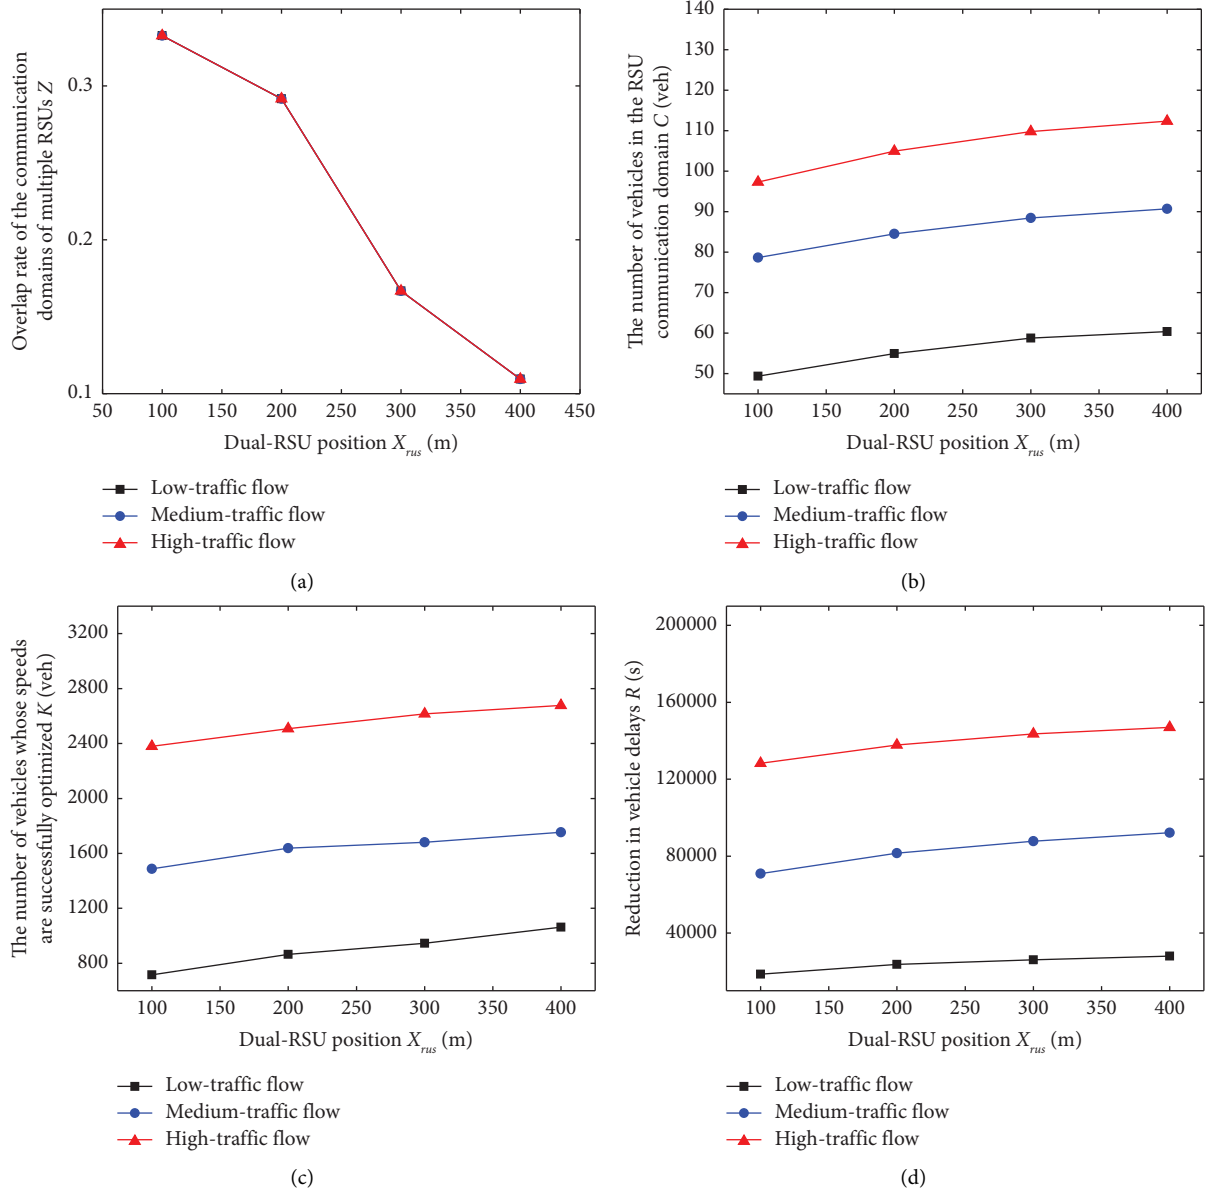 Overlap rate of the communication
domains of multiple RSUs Z
0.3
0.2
0.1
50 100 150 200 250 300 350 400 450
Dual-RSU position X_rus (m)
Low-traffic flow
Medium-traffic flow
High-traffic flow
(a)
The number of vehicles in the RSU
communication domain C (veh)
140
130
120
110
100
90
80
70
60
50
100 150 200 250 300 350 400
Dual-RSU position X_rus (m)
Low-traffic flow
Medium-traffic flow
High-traffic flow
(b)
The number of vehicles whose speeds
are successfully optimized K (veh)
3200
2800
2400
2000
1600
1200
800
100 150 200 250 300 350 400
Dual-RSU position X_rus (m)
Low-traffic flow
Medium-traffic flow
High-traffic flow
(c)
Reduction in vehicle delays R (s)
200000
160000
120000
80000
40000
100 150 200 250 300 350 400
Dual-RSU position X_rus (m)
Low-traffic flow
Medium-traffic flow
High-traffic flow
(d)